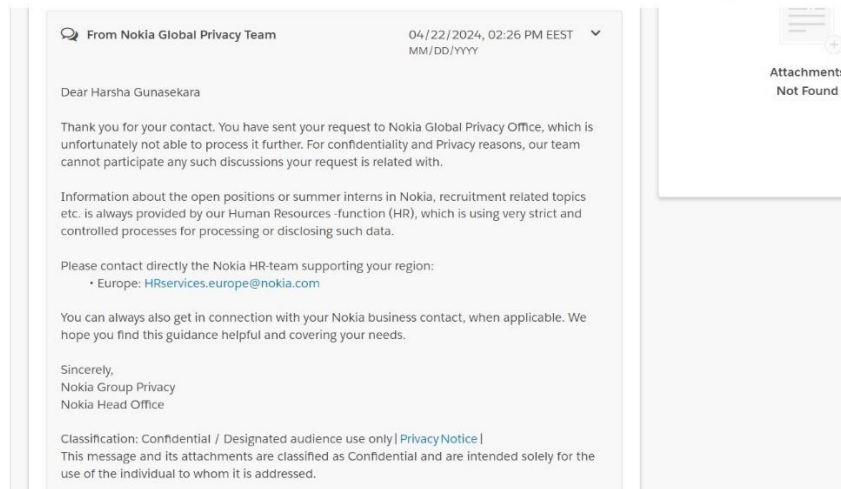 From Nokia Global Privacy Team
04/22/2024, 02:26 PM EEST
MM/DD/YYYY
Dear Harsha Gunasekara
Thank you for your contact. You have sent your request to Nokia Global Privacy Office, which is
unfortunately not able to process it further. For confidentiality and Privacy reasons, our team
cannot participate any such discussions your request is related with.
Information about the open positions or summer interns in Nokia, recruitment related topics
etc. is always provided by our Human Resources -function (HR), which is using very strict and
controlled processes for processing or disclosing such data.
Please contact directly the Nokia HR-team supporting your region:
• Europe: HRservices.europe@nokia.com
You can always also get in connection with your Nokia business contact, when applicable. We
hope you find this guidance helpful and covering your needs.
Sincerely,
Nokia Group Privacy
Nokia Head Office
Classification: Confidential / Designated audience use only| Privacy Notice |
This message and its attachments are classified as Confidential and are intended solely for the
use of the individual to whom it is addressed.
Attachments
Not Found